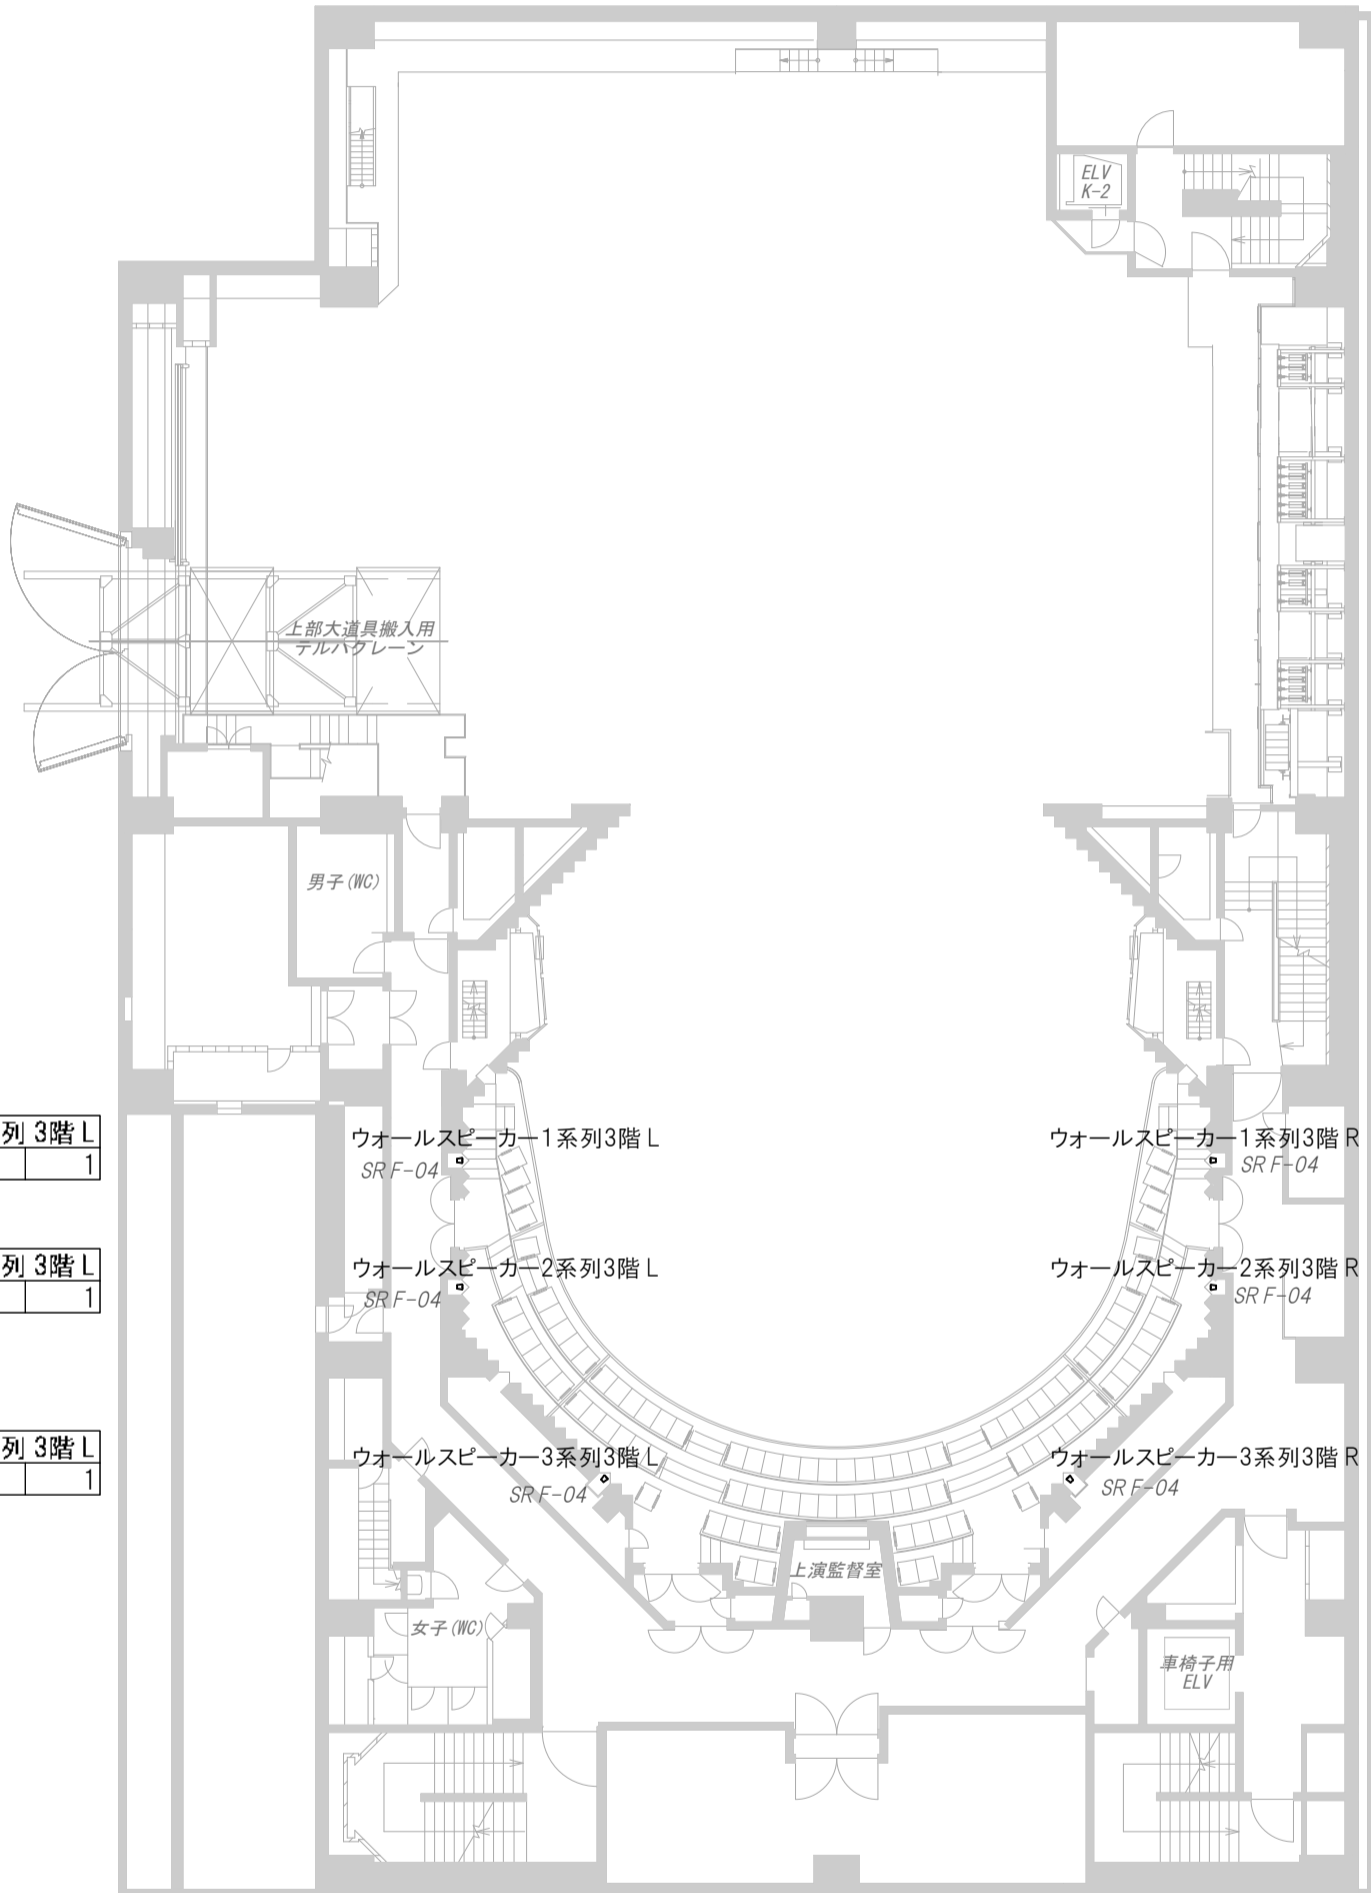 ELV
K-2
上部大道具搬入用
テルハクレーン
男子(WC)
列 3階 L
1
ウォールスピーカー1系列3階 L
SR F-04
ウォールスピーカー1系列3階 R
SR F-04
列 3階 L
1
ウォールスピーカー2系列3階 L
SR F-04
ウォールスピーカー2系列3階 R
SR F-04
列 3階 L
1
ウォールスピーカー3系列3階 L
SR F-04
ウォールスピーカー3系列3階 R
SR F-04
上演監督室
女子(WC)
車椅子用
ELV